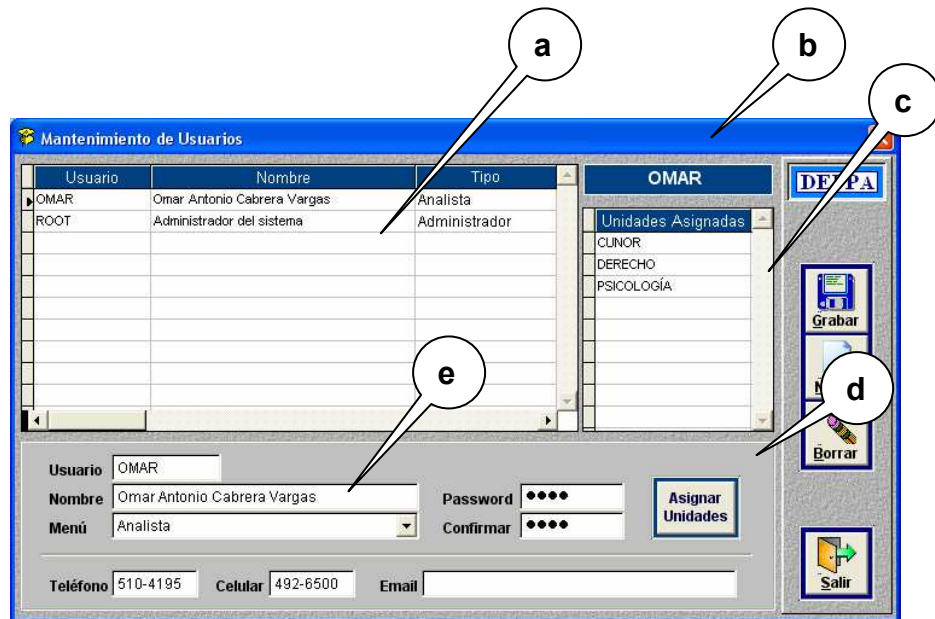 a
b
c
Mantenimiento de Usuarios
Usuario Nombre Tipo
OMAR Omar Antonio Cabrera Vargas Analista
ROOT Administrador del sistema Administrador
OMAR
Unidades Asignadas
CUNOR
DERECHO
PSICOLOGÍA
Grabar
N
Borrar
Salir
e
d
Usuario OMAR
Nombre Omar Antonio Cabrera Vargas
Menú Analista
Password ●●●●
Confirmar ●●●●
Asignar
Unidades
Teléfono 510-4195 Celular 492-6500 Email